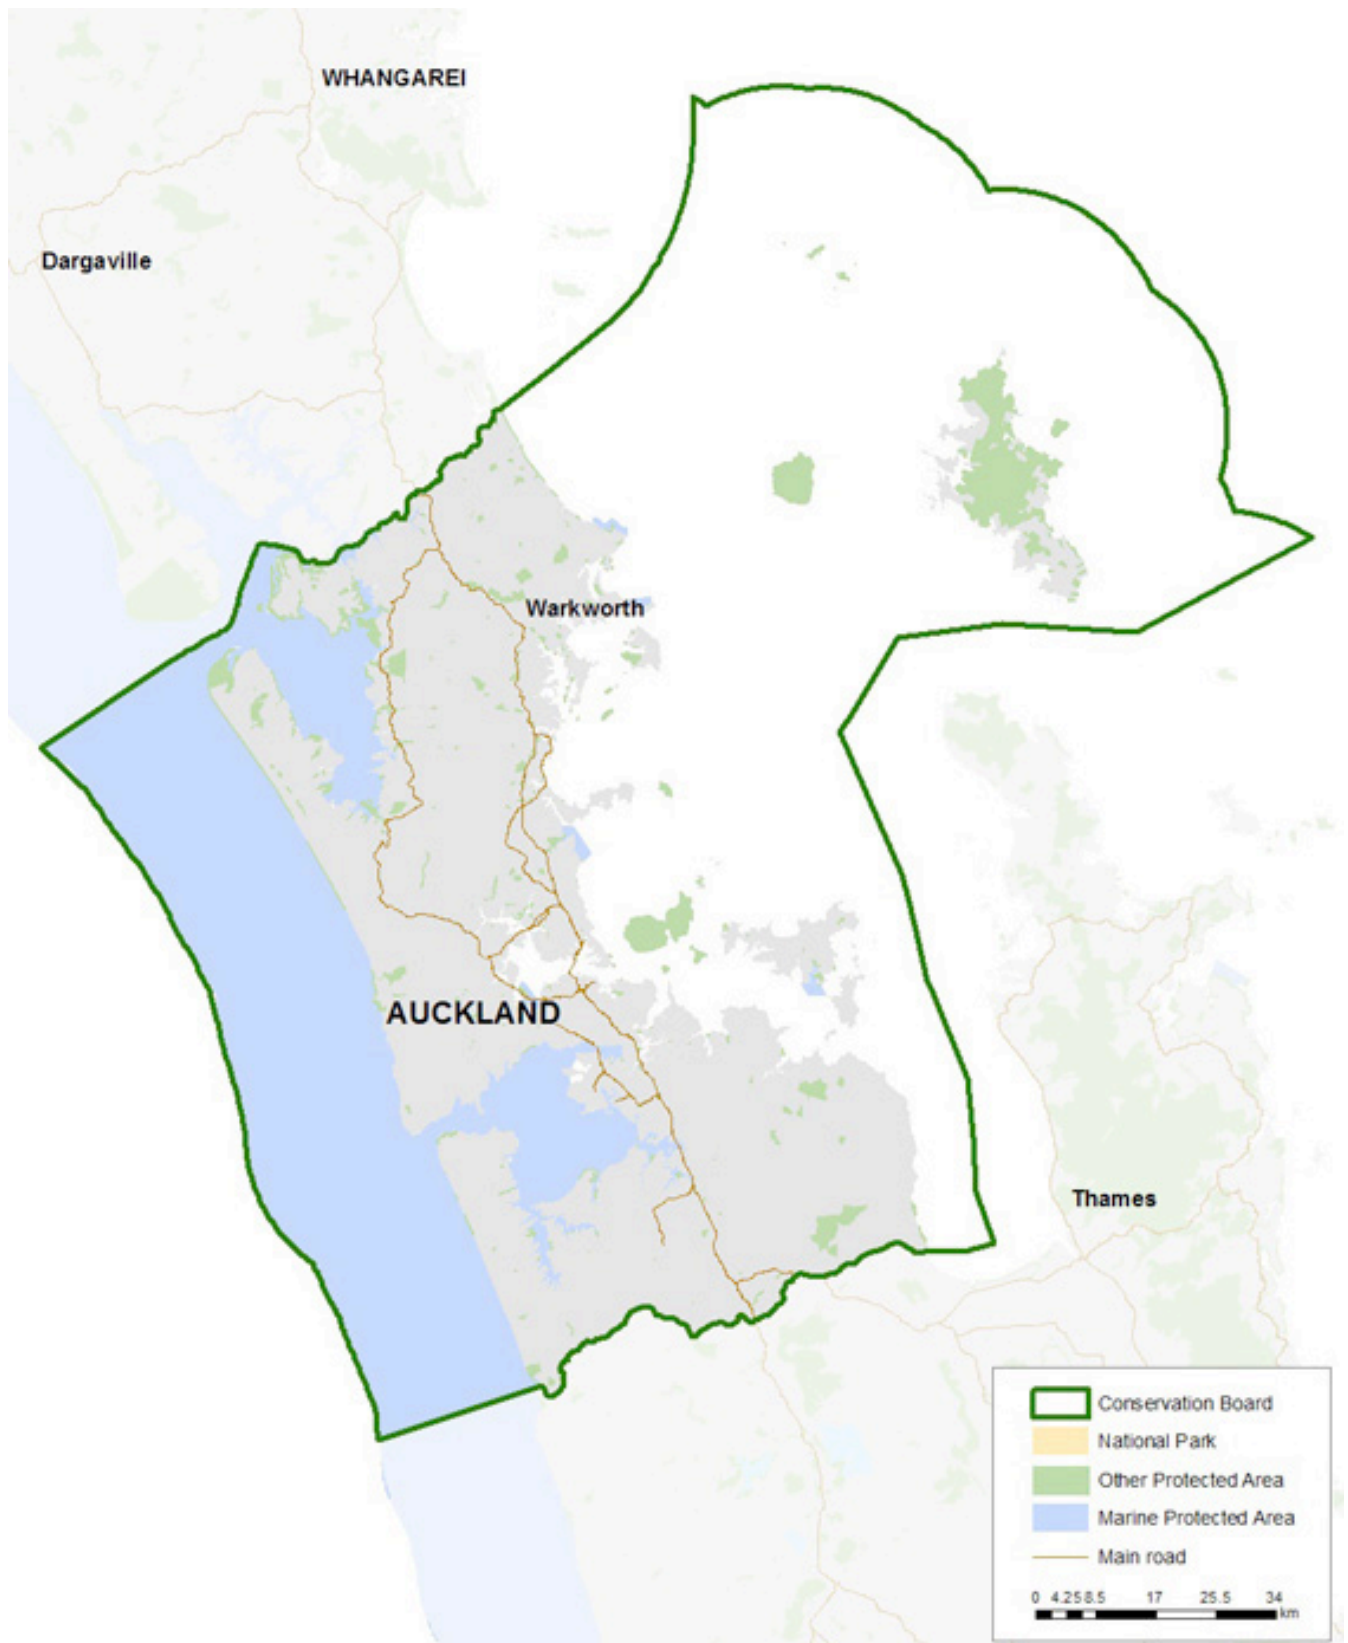 WHANGAREI
Dargaville
Warkworth
AUCKLAND
Thames
Conservation Board
National Park
Other Protected Area
Marine Protected Area
Main road
0 4.25 8.5 17 25.5 34
km